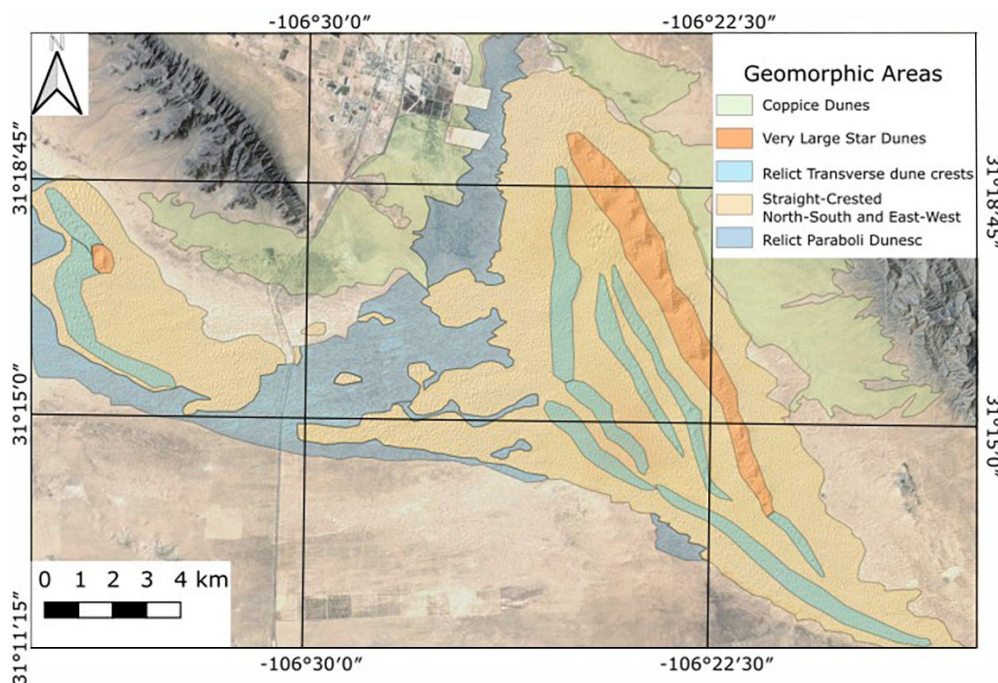 -106°30′0″ -106°22′30″
N
Geomorphic Areas
Coppice Dunes
Very Large Star Dunes
Relict Transverse dune crests
Straight-Crested
North-South and East-West
Relict Paraboli Dunesc
31°18′45″
31°18′45″
31°15′0″
31°15′0″
31°11′15″
0 1 2 3 4 km
-106°30′0″ -106°22′30″